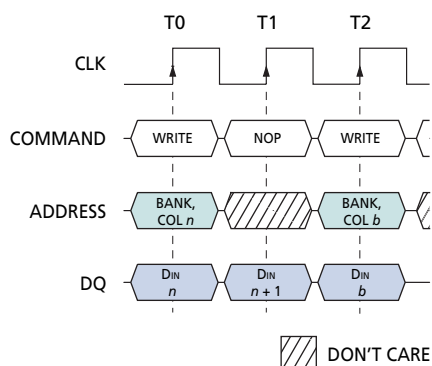 T0 T1 T2
CLK
COMMAND WRITE NOP WRITE
ADDRESS BANK, COL n BANK, COL b
DQ DIN n DIN n + 1 DIN b
DON'T CARE